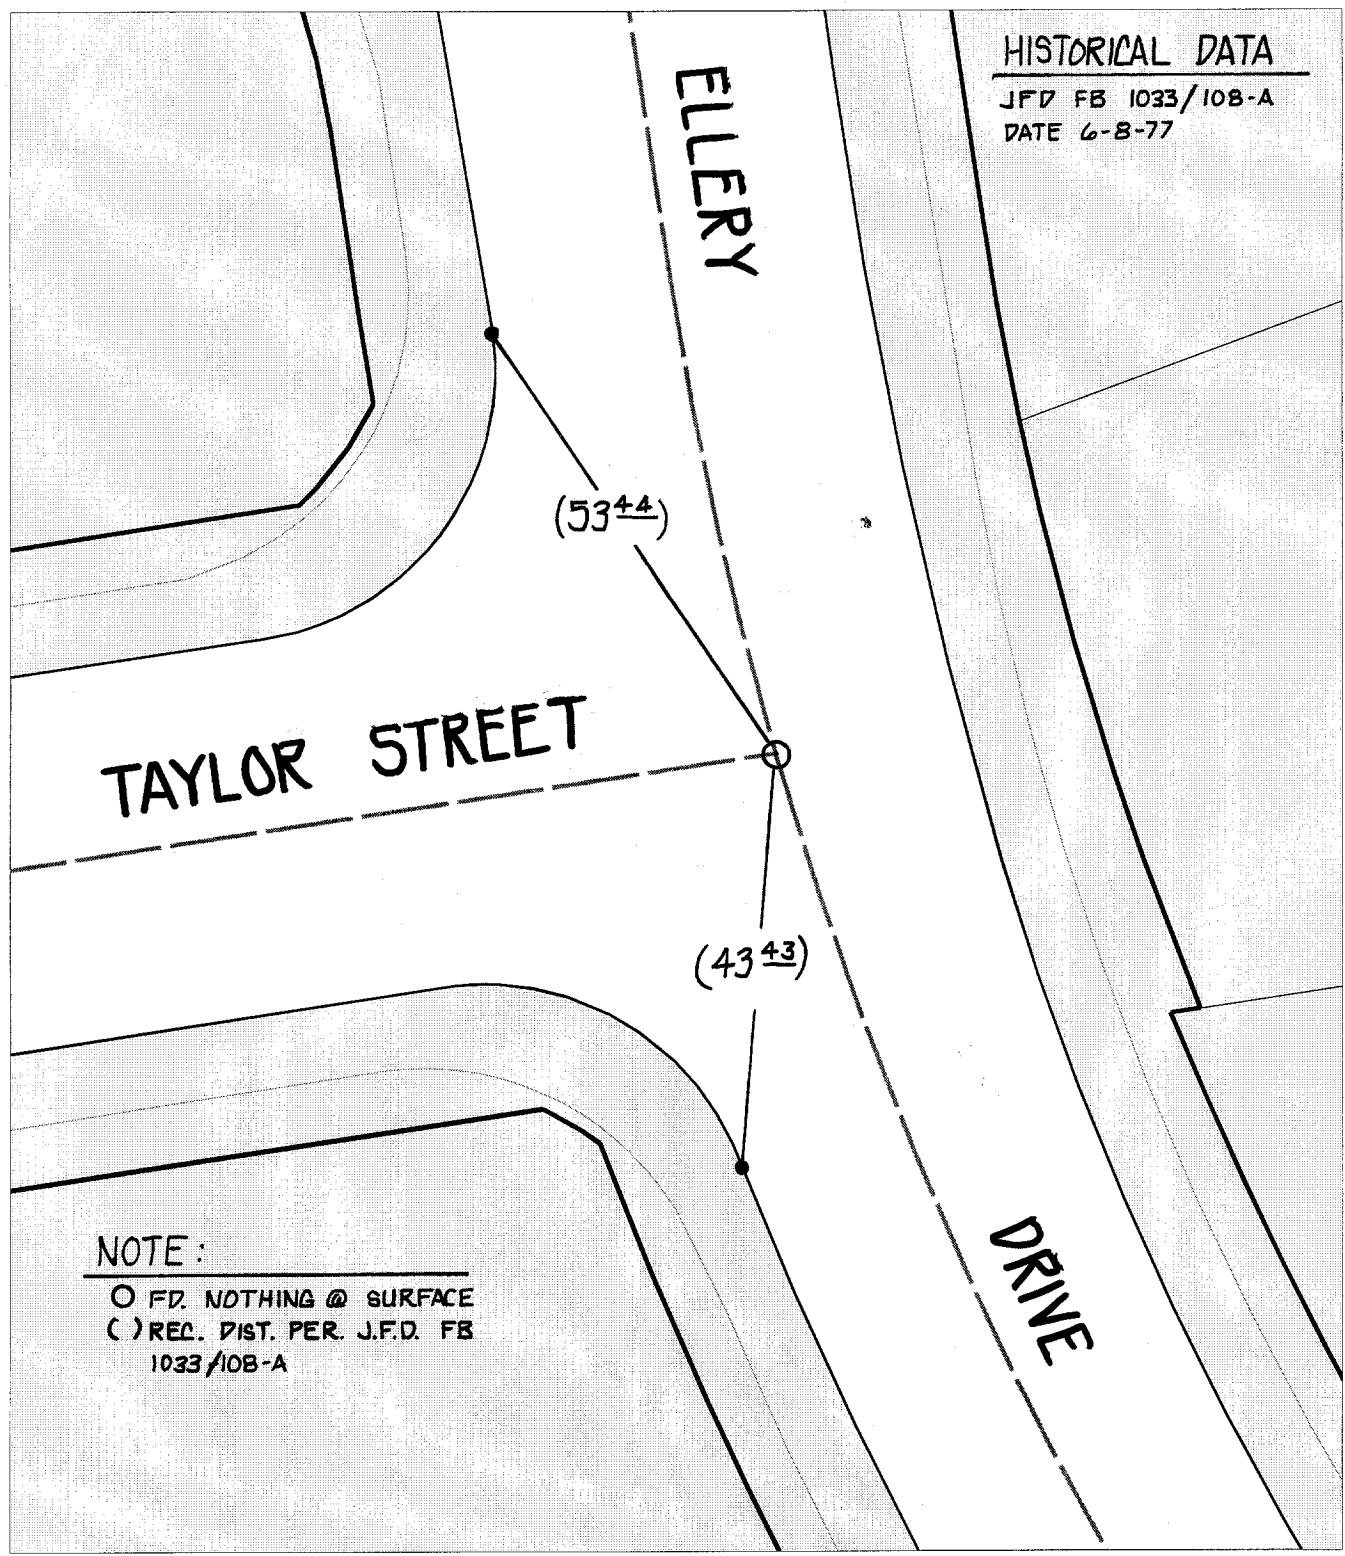 HISTORICAL DATA
JFD FB 1033/108-A
DATE 6-8-77
ELLERY
(53 44)
TAYLOR STREET
(43 43)
DRIVE
NOTE:
O FD. NOTHING @ SURFACE
( ) REC. DIST. PER. J.F.D. FB
1033/108-A